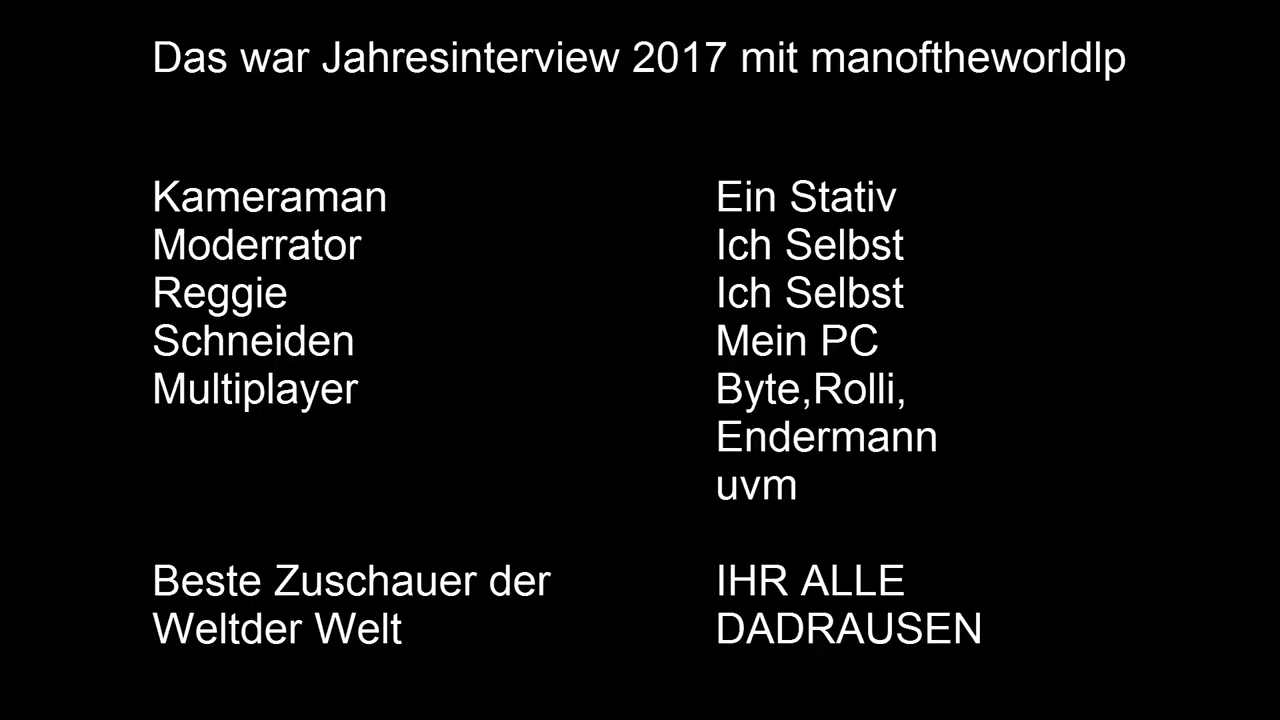 Das war Jahresinterview 2017 mit manoftheworldlp
Kameraman Ein Stativ
Moderrator Ich Selbst
Reggie Ich Selbst
Schneiden Mein PC
Multiplayer Byte,Rolli,
Endermann
uvm
Beste Zuschauer der IHR ALLE
Weltder Welt DADRAUSEN